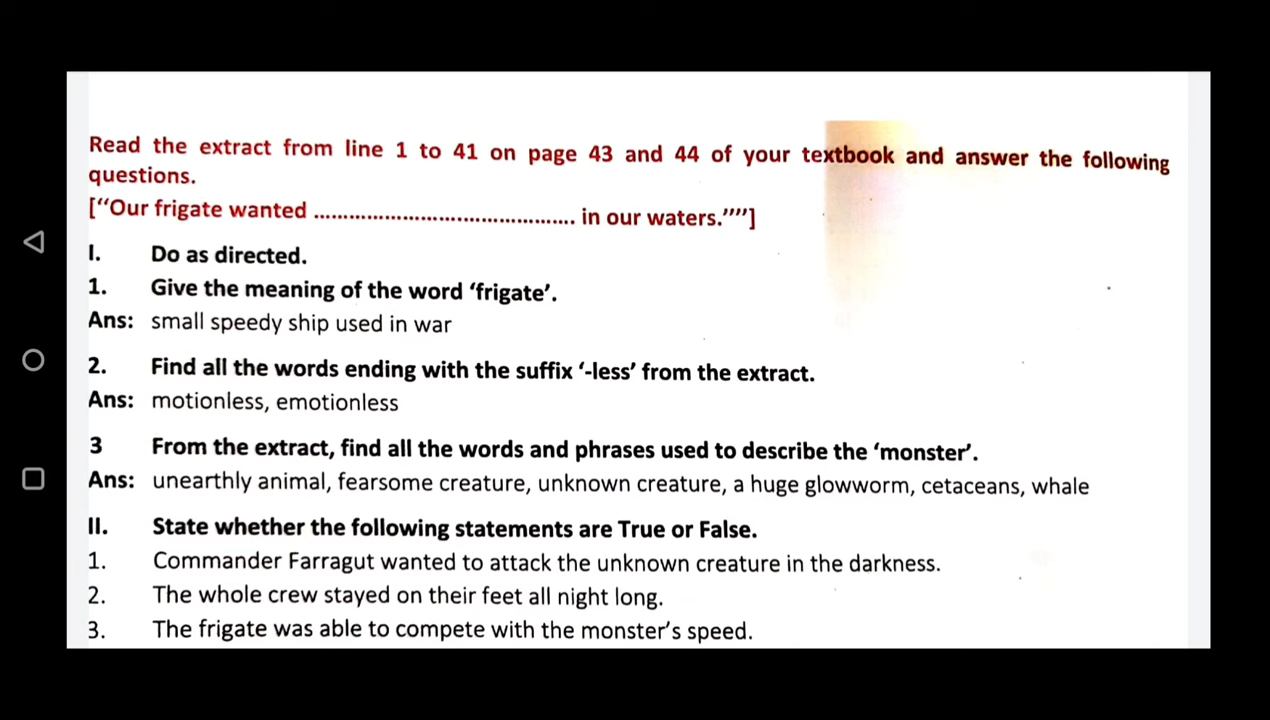 Read the extract from line 1 to 41 on page 43 and 44 of your textbook and answer the following
questions.
[“Our frigate wanted ............................................ in our waters.””]
I. Do as directed.
1. Give the meaning of the word ‘frigate’.
Ans: small speedy ship used in war
2. Find all the words ending with the suffix ‘-less’ from the extract.
Ans: motionless, emotionless
3 From the extract, find all the words and phrases used to describe the ‘monster’.
Ans: unearthly animal, fearsome creature, unknown creature, a huge glowworm, cetaceans, whale
II. State whether the following statements are True or False.
1. Commander Farragut wanted to attack the unknown creature in the darkness.
2. The whole crew stayed on their feet all night long.
3. The frigate was able to compete with the monster’s speed.